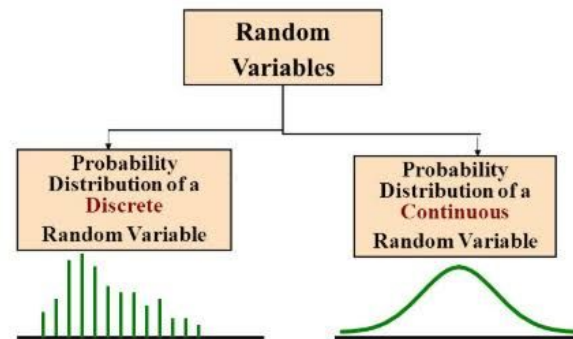 Random
Variables
Probability
Distribution of a
Discrete
Random Variable
Probability
Distribution of a
Continuous
Random Variable